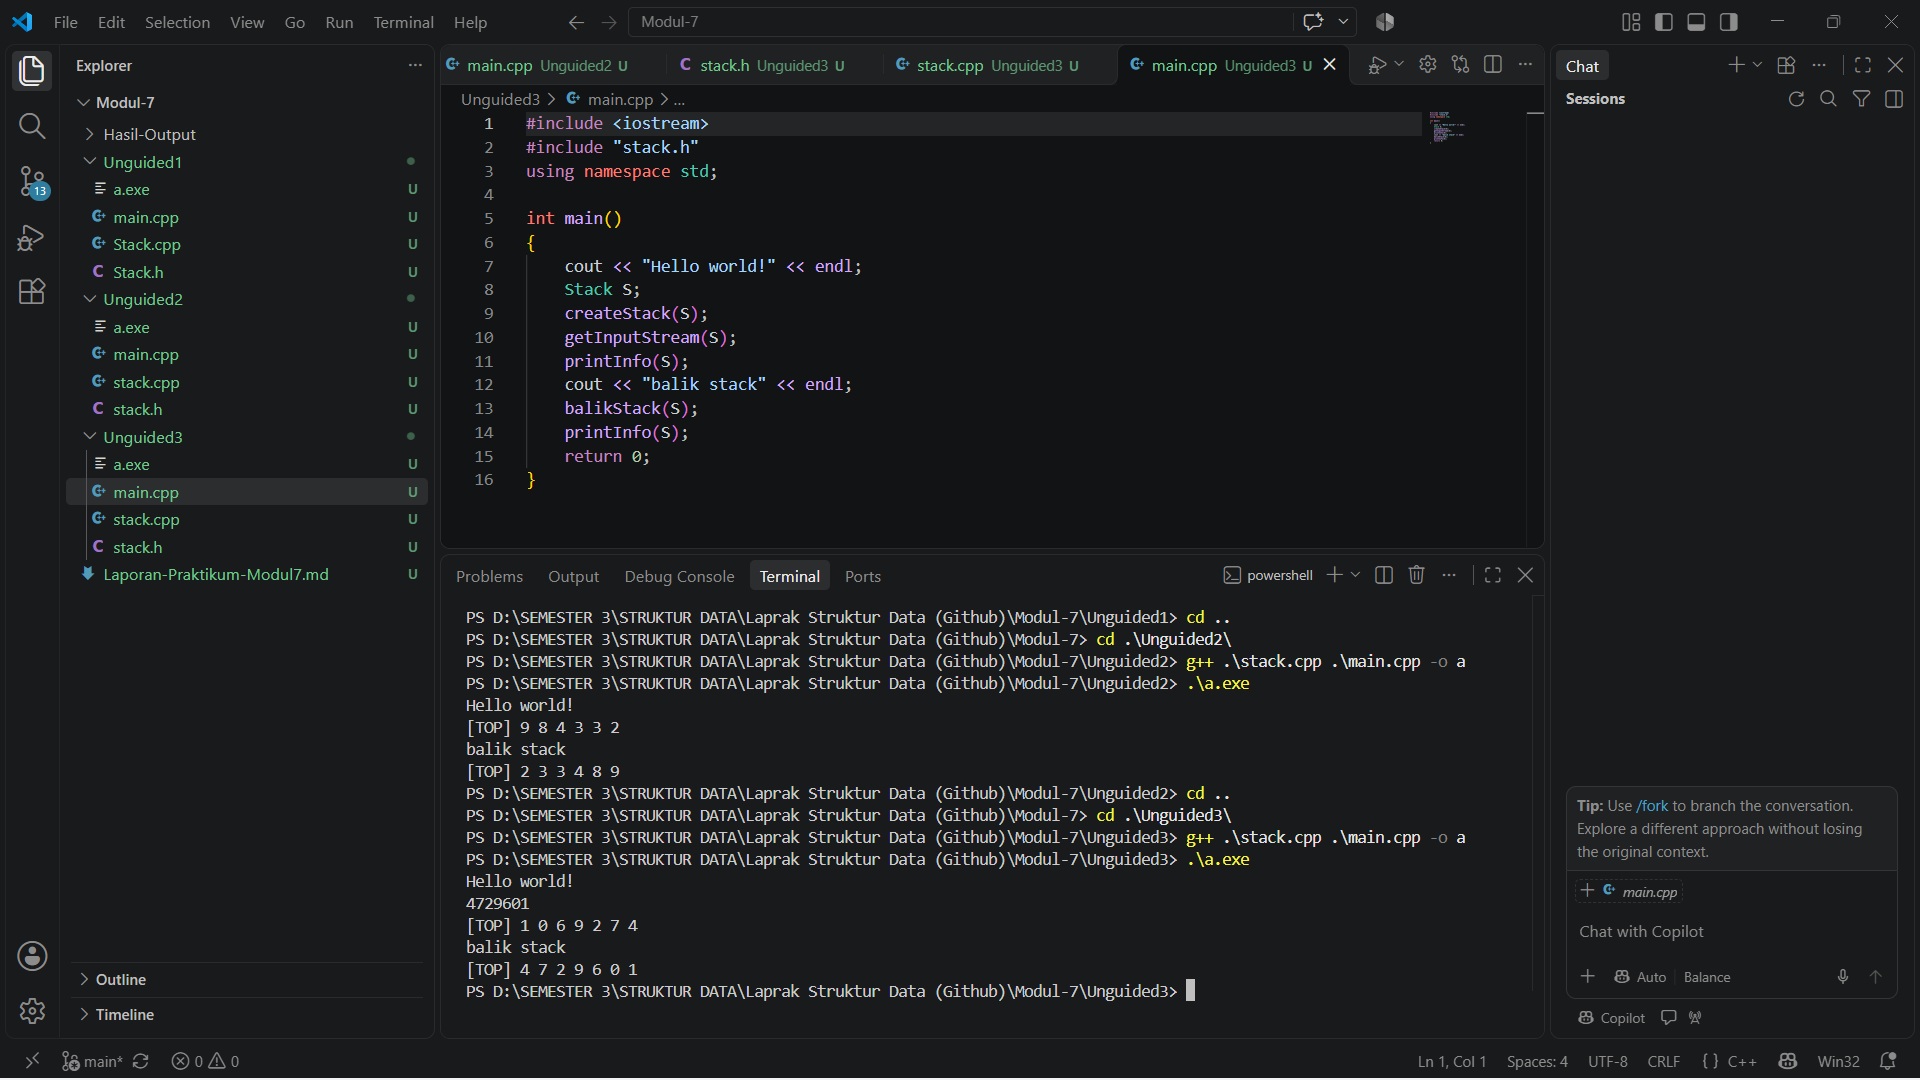 File Edit Selection View Go Run Terminal Help
Modul-7
Explorer
Modul-7
Hasil-Output
Unguided1
a.exe U
main.cpp U
Stack.cpp U
Stack.h U
Unguided2
a.exe U
main.cpp U
stack.cpp U
stack.h U
Unguided3
a.exe U
main.cpp U
stack.cpp U
stack.h U
Laporan-Praktikum-Modul7.md U
13
Outline
Timeline
main.cpp Unguided2 U
stack.h Unguided3 U
stack.cpp Unguided3 U
main.cpp Unguided3 U
Unguided3 > main.cpp > ...
1 #include <iostream>
2 #include "stack.h"
3 using namespace std;
4
5 int main()
6 {
7 cout << "Hello world!" << endl;
8 Stack S;
9 createStack(S);
10 getInputStream(S);
11 printInfo(S);
12 cout << "balik stack" << endl;
13 balikStack(S);
14 printInfo(S);
15 return 0;
16 }
Problems Output Debug Console Terminal Ports
powershell
PS D:\SEMESTER 3\STRUKTUR DATA\Laprak Struktur Data (Github)\Modul-7\Unguided1> cd ..
PS D:\SEMESTER 3\STRUKTUR DATA\Laprak Struktur Data (Github)\Modul-7> cd .\Unguided2\
PS D:\SEMESTER 3\STRUKTUR DATA\Laprak Struktur Data (Github)\Modul-7\Unguided2> g++ .\stack.cpp .\main.cpp -o a
PS D:\SEMESTER 3\STRUKTUR DATA\Laprak Struktur Data (Github)\Modul-7\Unguided2> .\a.exe
Hello world!
[TOP] 9 8 4 3 3 2
balik stack
[TOP] 2 3 3 4 8 9
PS D:\SEMESTER 3\STRUKTUR DATA\Laprak Struktur Data (Github)\Modul-7\Unguided2> cd ..
PS D:\SEMESTER 3\STRUKTUR DATA\Laprak Struktur Data (Github)\Modul-7> cd .\Unguided3\
PS D:\SEMESTER 3\STRUKTUR DATA\Laprak Struktur Data (Github)\Modul-7\Unguided3> g++ .\stack.cpp .\main.cpp -o a
PS D:\SEMESTER 3\STRUKTUR DATA\Laprak Struktur Data (Github)\Modul-7\Unguided3> .\a.exe
Hello world!
4729601
[TOP] 1 0 6 9 2 7 4
balik stack
[TOP] 4 7 2 9 6 0 1
PS D:\SEMESTER 3\STRUKTUR DATA\Laprak Struktur Data (Github)\Modul-7\Unguided3>
Chat
Sessions
Tip: Use /fork to branch the conversation.
Explore a different approach without losing
the original context.
main.cpp
Chat with Copilot
Auto Balance
Copilot
main* 0 0
Ln 1, Col 1 Spaces: 4 UTF-8 CRLF { } C++ Win32